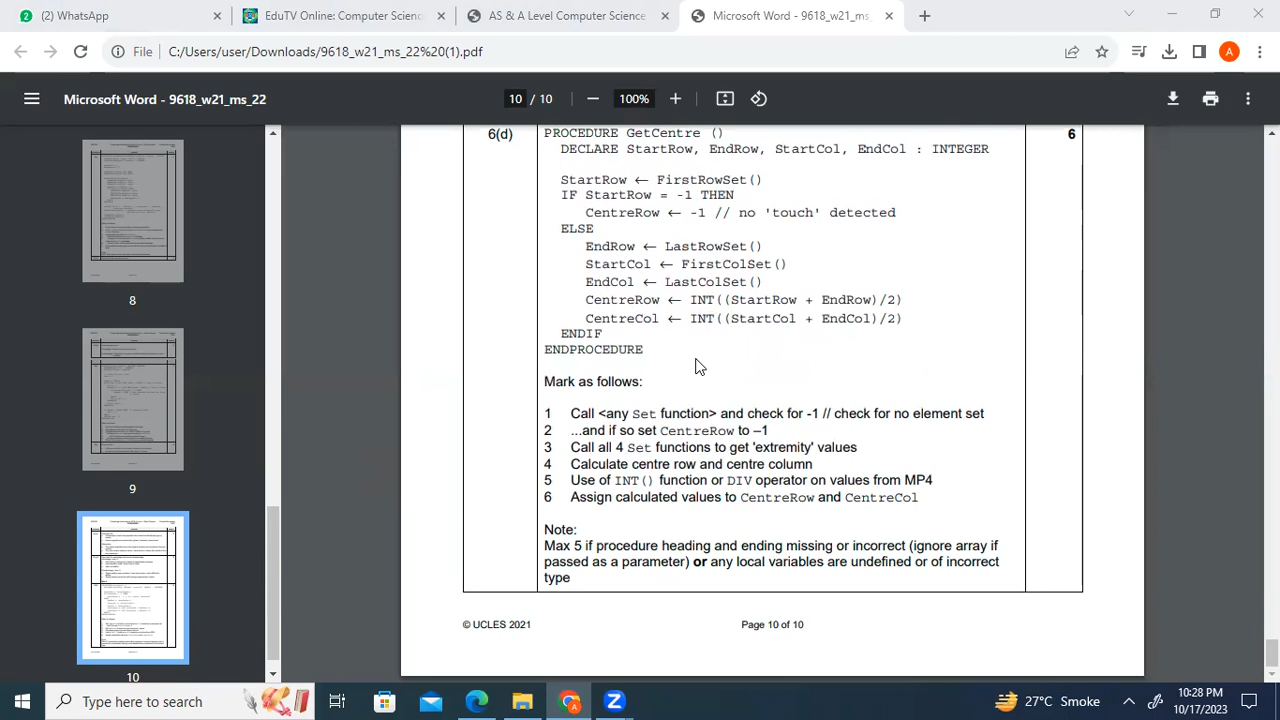 (2) WhatsApp
EduTV Online: Computer Scienc
AS & A Level Computer Science
Microsoft Word - 9618_w21_ms_
File
C:/Users/user/Downloads/9618_w21_ms_22%20(1).pdf
A
Microsoft Word - 9618_w21_ms_22
10 / 10
100%
8
9
10
6(d)
PROCEDURE GetCentre ()
6
DECLARE StartRow, EndRow, StartCol, EndCol : INTEGER
StartRow ← FirstRowSet()
IF StartRow = -1 THEN
CentreRow ← -1 // no 'touch' detected
ELSE
EndRow ← LastRowSet()
StartCol ← FirstColSet()
EndCol ← LastColSet()
CentreRow ← INT((StartRow + EndRow)/2)
CentreCol ← INT((StartCol + EndCol)/2)
ENDIF
ENDPROCEDURE
Mark as follows:
1 Call <any Set function> and check for -1 // check for no element set
2 ...and if so set CentreRow to –1
3 Call all 4 Set functions to get 'extremity' values
4 Calculate centre row and centre column
5 Use of INT() function or DIV operator on values from MP4
6 Assign calculated values to CentreRow and CentreCol
Note:
Max 5 if procedure heading and ending missing or incorrect (ignore array if
passed as a parameter) or any local variables are undefined or of incorrect
type
© UCLES 2021
Page 10 of 10
Type here to search
27°C Smoke
10:28 PM
10/17/2023